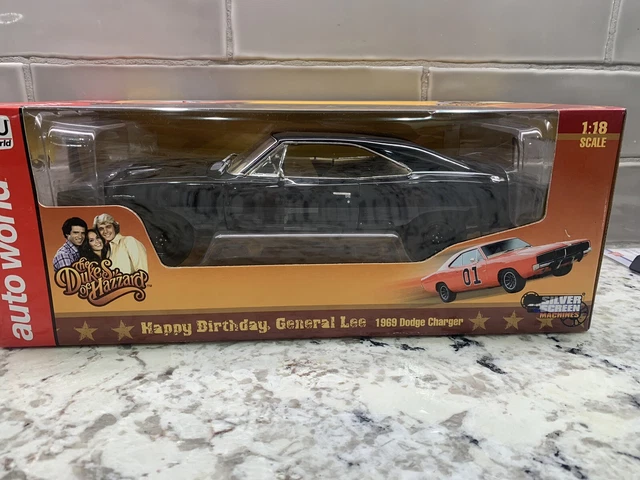 1:18
SCALE
auto world
The
Dukes
of Hazzard
01
SILVER
SCREEN
MACHINES
Happy Birthday, General Lee 1969 Dodge Charger